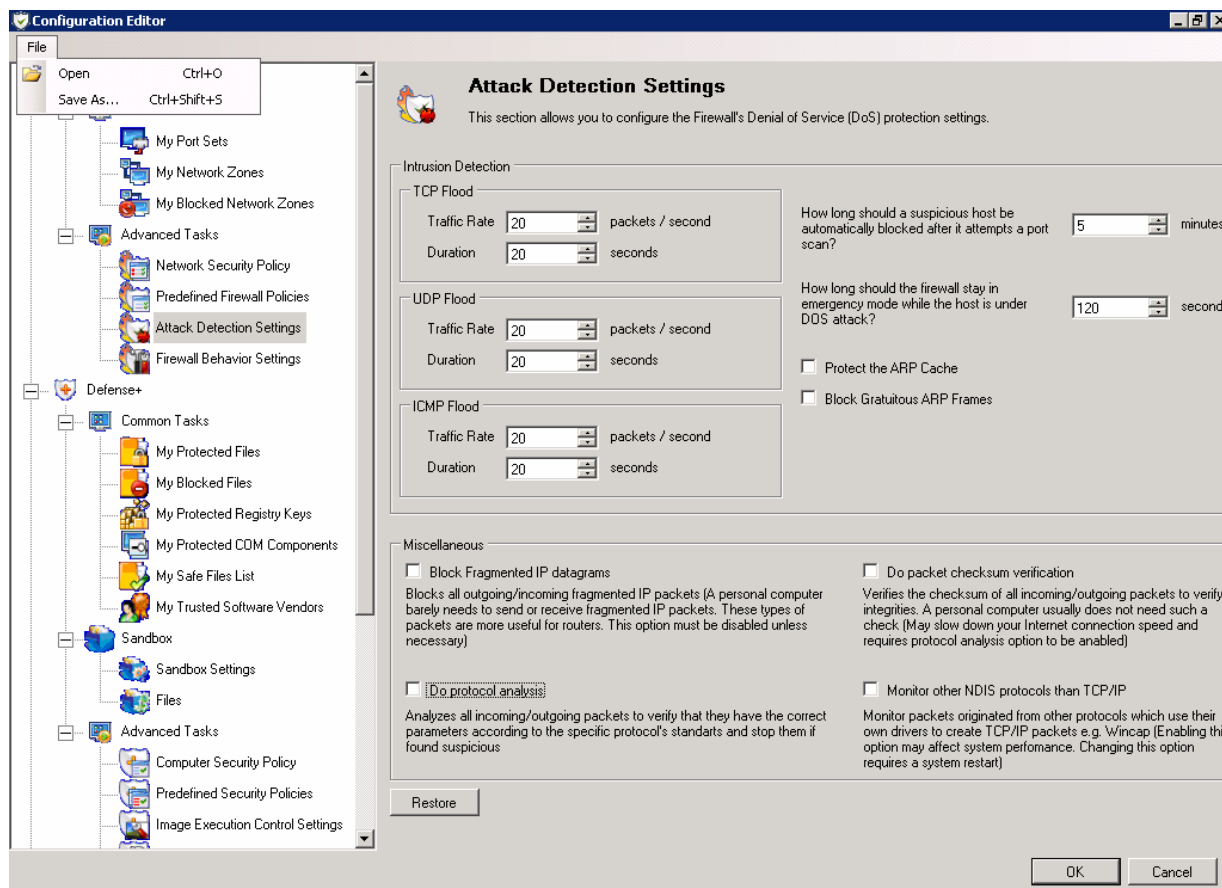 Configuration Editor
File
Open Ctrl+O
Save As... Ctrl+Shift+S
My Port Sets
My Network Zones
My Blocked Network Zones
Advanced Tasks
Network Security Policy
Predefined Firewall Policies
Attack Detection Settings
Firewall Behavior Settings
Defense+
Common Tasks
My Protected Files
My Blocked Files
My Protected Registry Keys
My Protected COM Components
My Safe Files List
My Trusted Software Vendors
Sandbox
Sandbox Settings
Files
Advanced Tasks
Computer Security Policy
Predefined Security Policies
Image Execution Control Settings
Attack Detection Settings
This section allows you to configure the Firewall's Denial of Service (DoS) protection settings.
Intrusion Detection
TCP Flood
Traffic Rate 20 packets / second
Duration 20 seconds
UDP Flood
Traffic Rate 20 packets / second
Duration 20 seconds
ICMP Flood
Traffic Rate 20 packets / second
Duration 20 seconds
How long should a suspicious host be
automatically blocked after it attempts a port
scan?
5 minutes
How long should the firewall stay in
emergency mode while the host is under
DOS attack?
120 second
Protect the ARP Cache
Block Gratuitous ARP Frames
Miscellaneous
Block Fragmented IP datagrams
Blocks all outgoing/incoming fragmented IP packets (A personal computer
barely needs to send or receive fragmented IP packets. These types of
packets are more useful for routers. This option must be disabled unless
necessary)
Do packet checksum verification
Verifies the checksum of all incoming/outgoing packets to verify
integrities. A personal computer usually does not need such a
check (May slow down your Internet connection speed and
requires protocol analysis option to be anabled)
Do protocol analysis
Analyzes all incoming/outgoing packets to verify that they have the correct
parameters according to the specific protocol's standarts and stop them if
found suspicious
Monitor other NDIS protocols than TCP/IP
Monitor packets originated from other protocols which use their
own drivers to create TCP/IP packets e.g. Wincap (Enabling thi
option may affect system perfomance. Changing this option
requires a system restart)
Restore
OK
Cancel